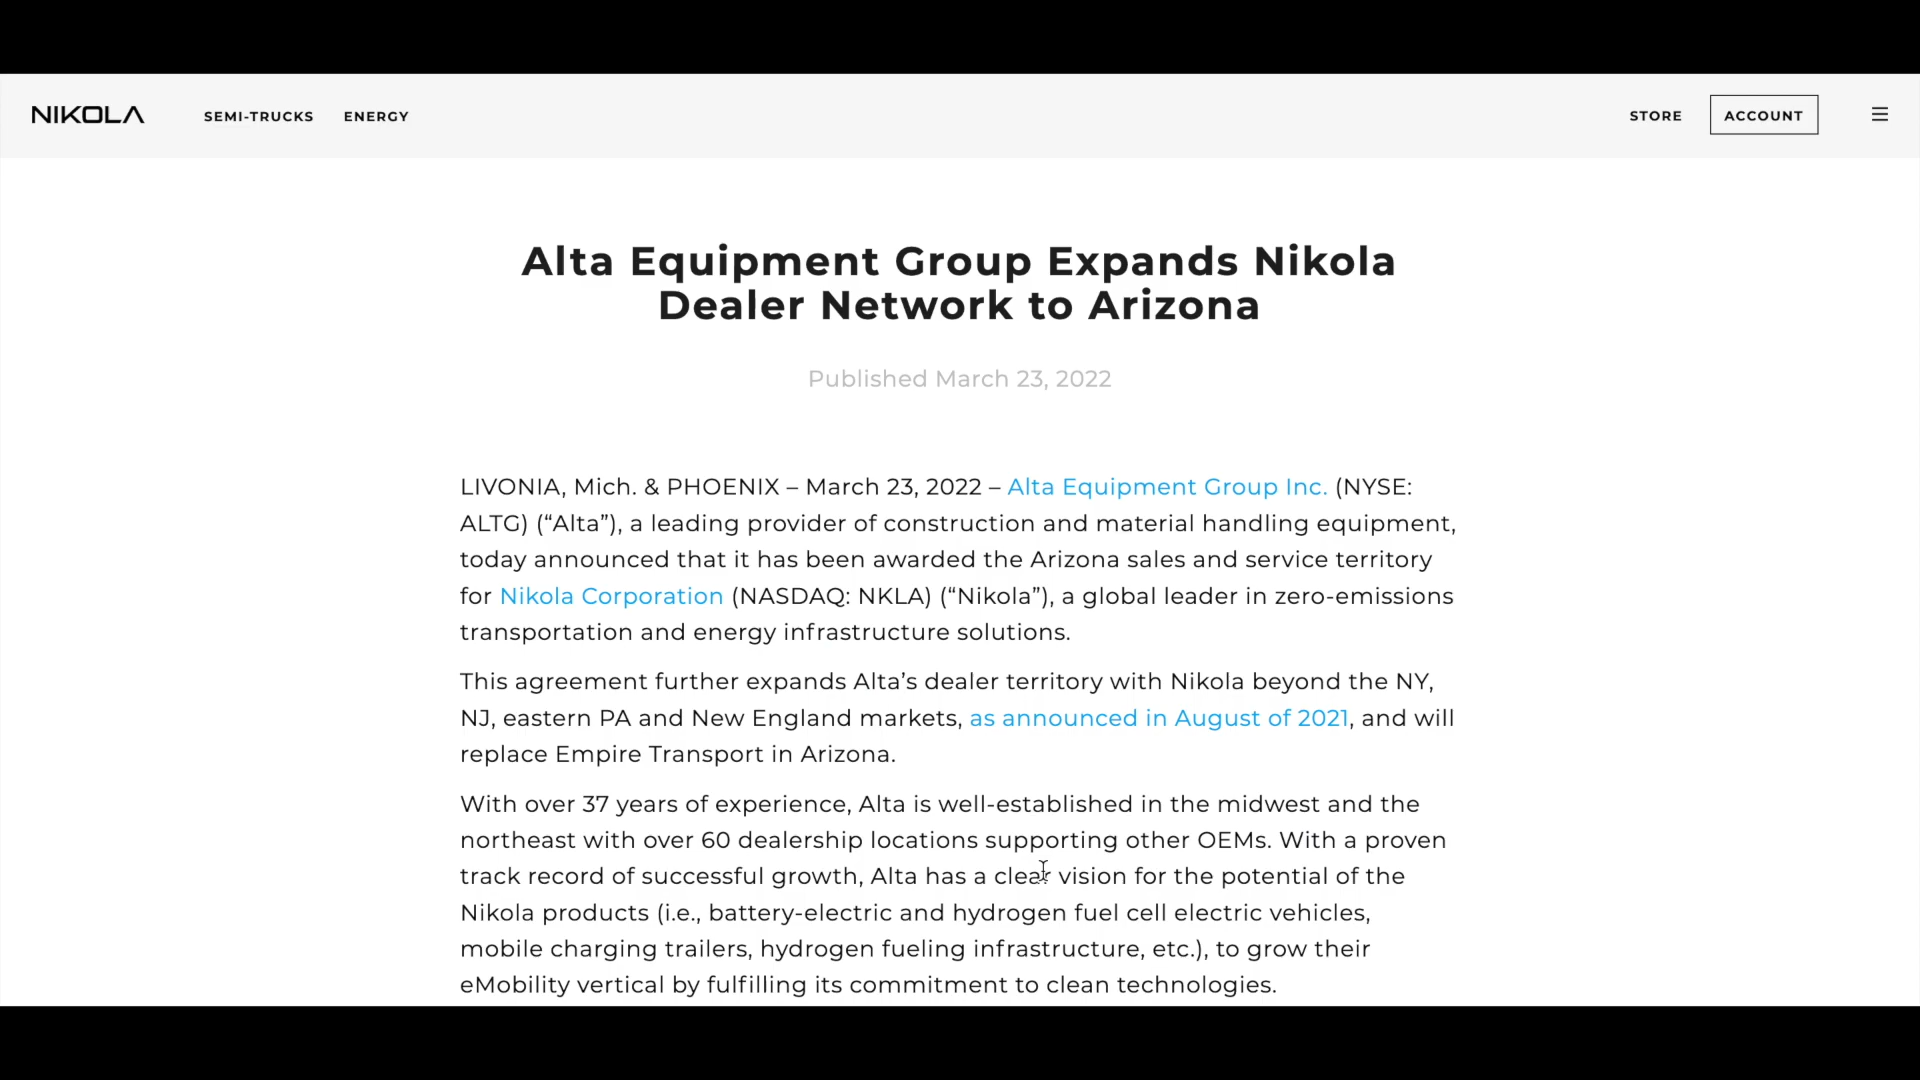 NIKOLA
SEMI-TRUCKS
ENERGY
STORE
ACCOUNT
Alta Equipment Group Expands Nikola
Dealer Network to Arizona
Published March 23, 2022
LIVONIA, Mich. & PHOENIX – March 23, 2022 – Alta Equipment Group Inc. (NYSE:
ALTG) (“Alta”), a leading provider of construction and material handling equipment,
today announced that it has been awarded the Arizona sales and service territory
for Nikola Corporation (NASDAQ: NKLA) (“Nikola”), a global leader in zero-emissions
transportation and energy infrastructure solutions.
This agreement further expands Alta’s dealer territory with Nikola beyond the NY,
NJ, eastern PA and New England markets, as announced in August of 2021, and will
replace Empire Transport in Arizona.
With over 37 years of experience, Alta is well-established in the midwest and the
northeast with over 60 dealership locations supporting other OEMs. With a proven
track record of successful growth, Alta has a clear vision for the potential of the
Nikola products (i.e., battery-electric and hydrogen fuel cell electric vehicles,
mobile charging trailers, hydrogen fueling infrastructure, etc.), to grow their
eMobility vertical by fulfilling its commitment to clean technologies.